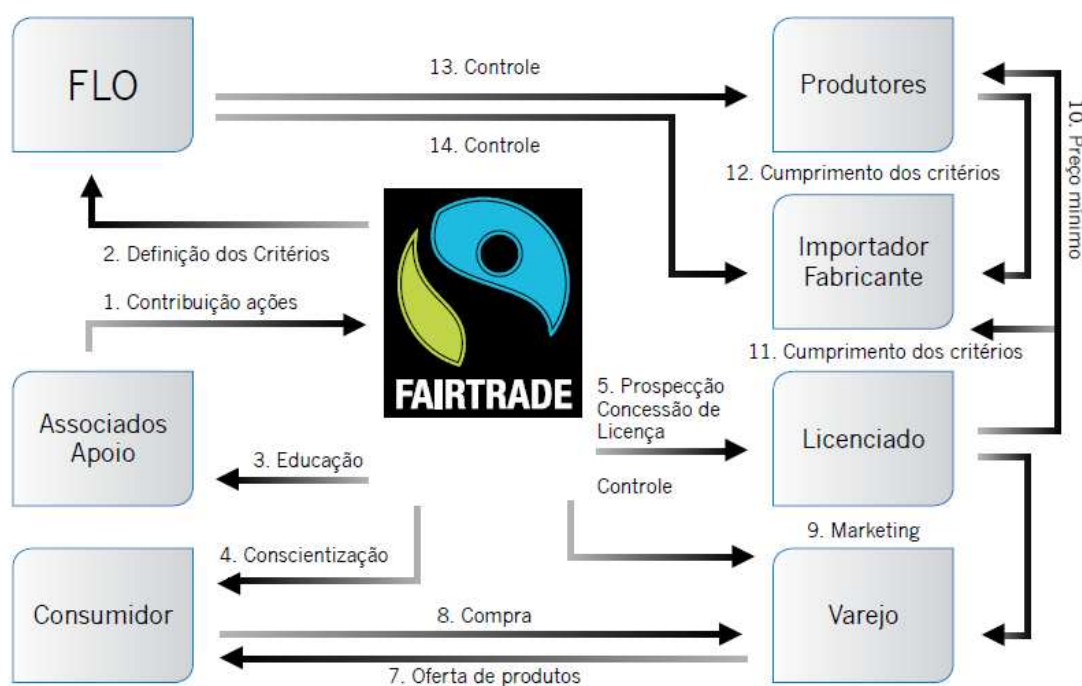 FLO
13. Controle
14. Controle
Produtores
10. Preço mínimo
12. Cumprimento dos critérios
2. Definição dos Critérios
1. Contribuição ações
FAIRTRADE
Importador
Fabricante
11. Cumprimento dos critérios
5. Prospecção
Concessão de
Licença
Controle
Licenciado
Associados
Apoio
3. Educação
4. Conscientização
9. Marketing
Consumidor
8. Compra
7. Oferta de produtos
Varejo